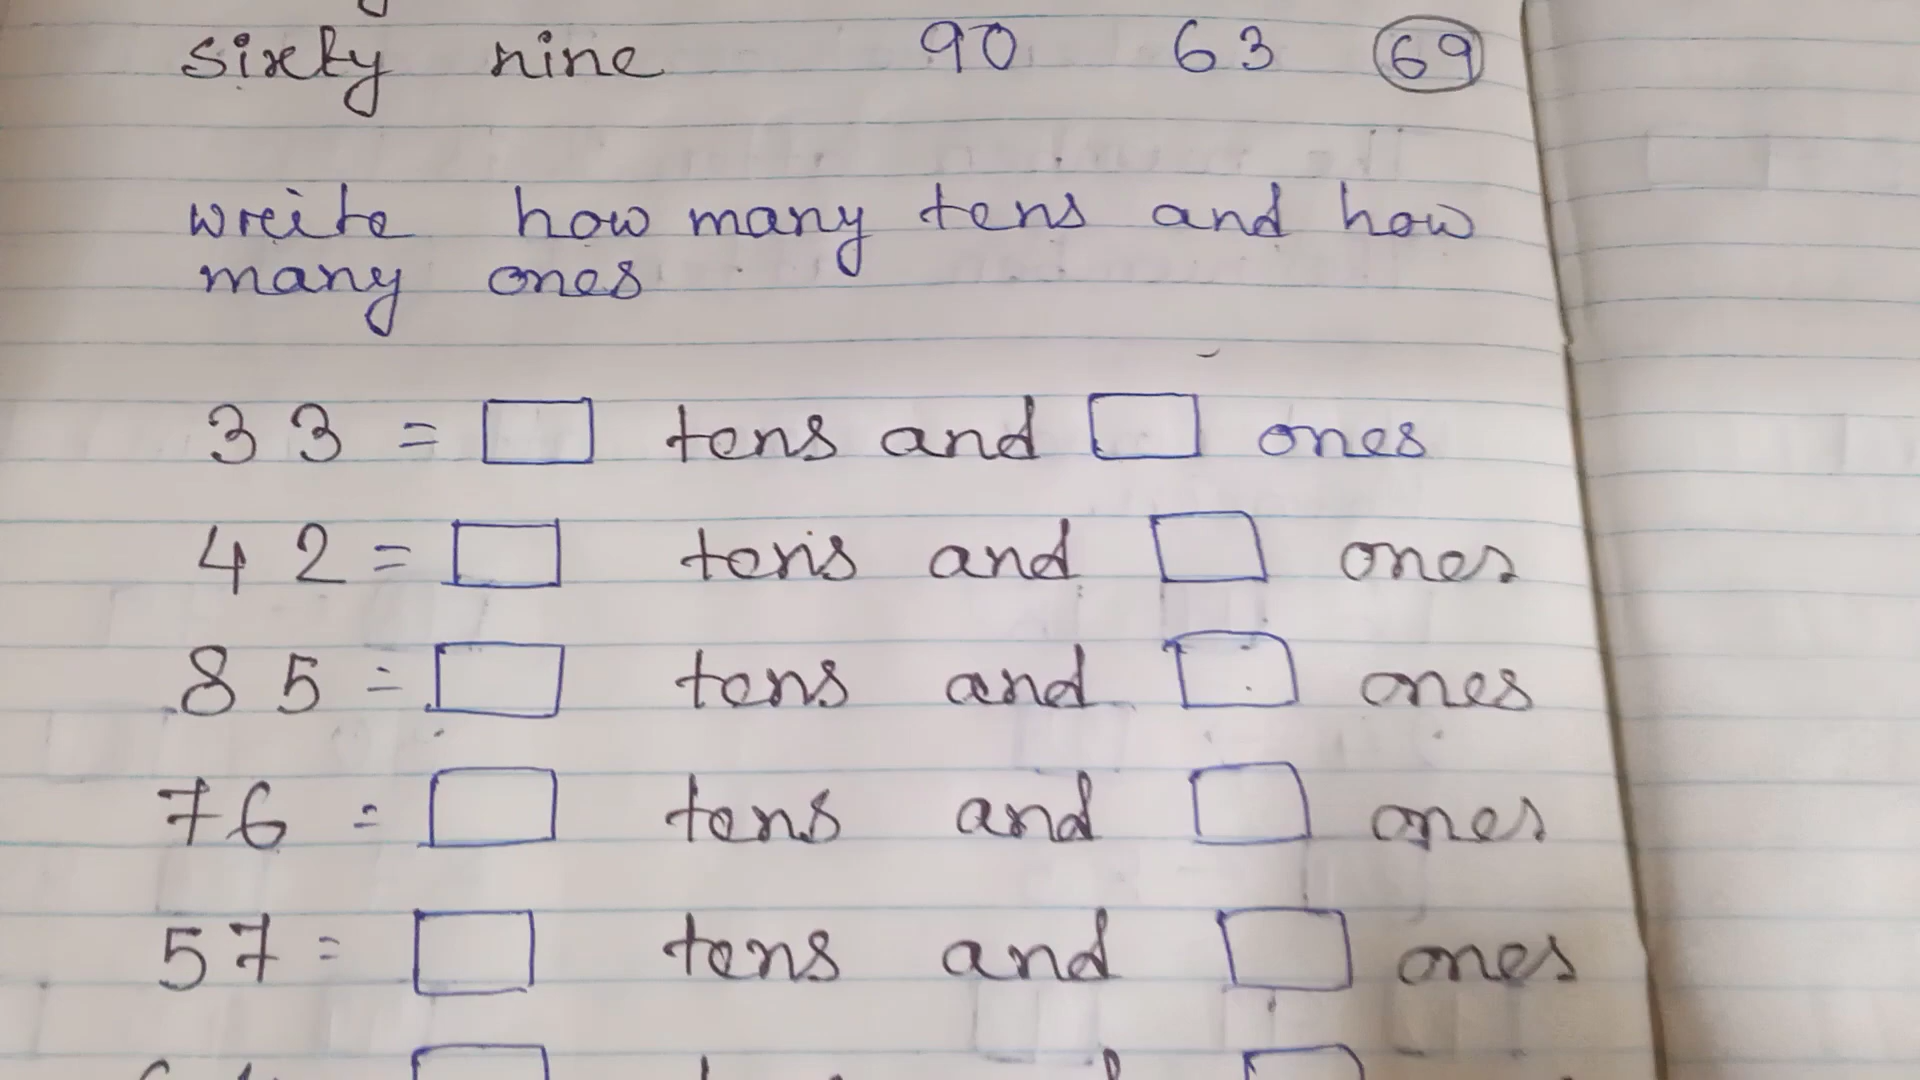 sixty nine 90 63 69
write how many tens and how
many ones
33 = □ tens and □ ones
42 = □ tens and □ ones
85 = □ tens and □ ones
76 = □ tens and □ ones
57 = □ tens and □ ones